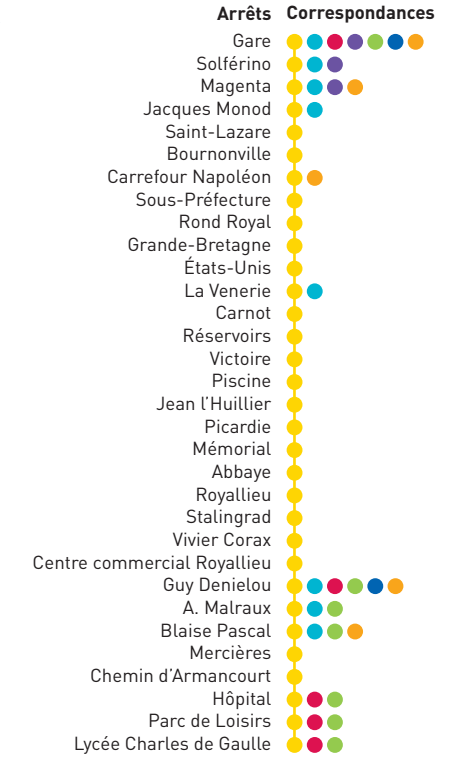 Arrêts Correspondances
Gare
Solférino
Magenta
Jacques Monod
Saint-Lazare
Bournonville
Carrefour Napoléon
Sous-Préfecture
Rond Royal
Grande-Bretagne
États-Unis
La Venerie
Carnot
Réservoirs
Victoire
Piscine
Jean l'Huillier
Picardie
Mémorial
Abbaye
Royallieu
Stalingrad
Vivier Corax
Centre commercial Royallieu
Guy Denielou
A. Malraux
Blaise Pascal
Mercières
Chemin d'Armancourt
Hôpital
Parc de Loisirs
Lycée Charles de Gaulle